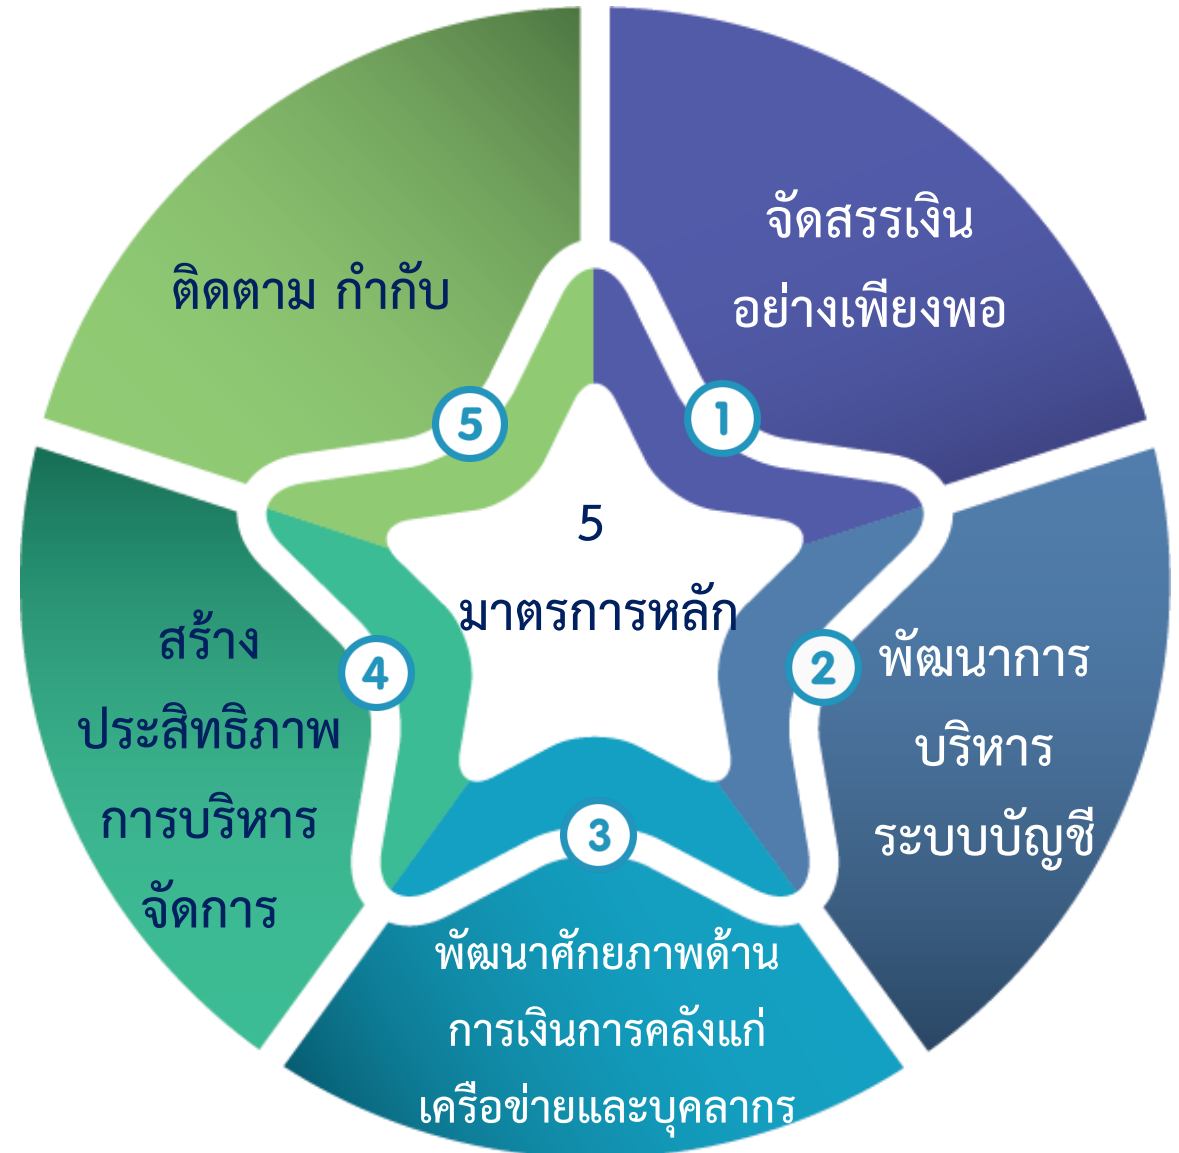 5
มาตรการหลัก
1
จัดสรรเงิน
อย่างเพียงพอ
2
พัฒนาการ
บริหาร
ระบบบัญชี
3
พัฒนาศักยภาพด้าน
การเงินการคลังแก่
เครือข่ายและบุคลากร
4
สร้าง
ประสิทธิภาพ
การบริหาร
จัดการ
5
ติดตาม กำกับ